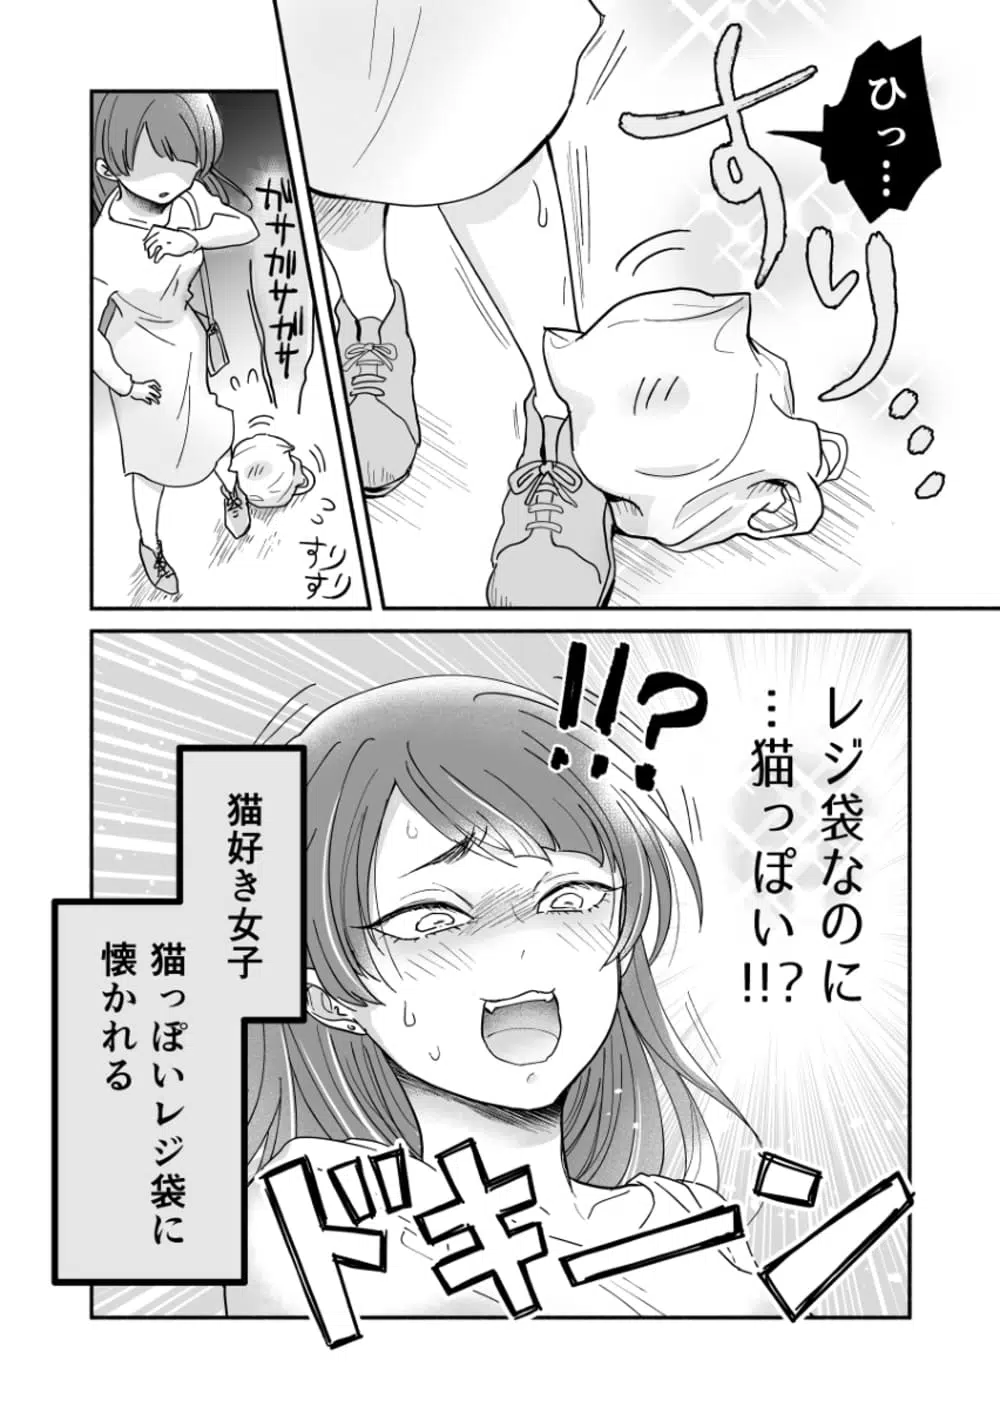 ひっ…
すり…
ガサガサガサ
すりすり
レジ袋なのに
…猫っぽい!!?
!!?
猫好き女子
猫っぽいレジ袋に
懐かれる
ドキーン